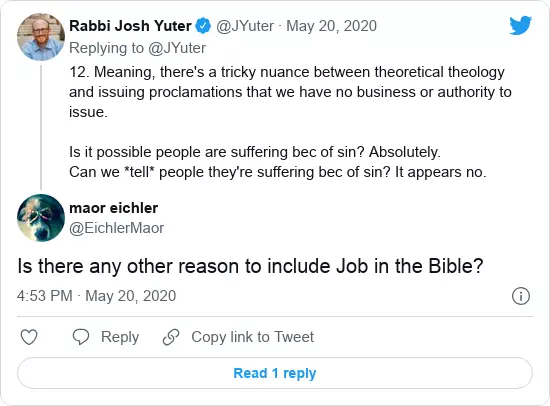 Rabbi Josh Yuter @JYuter · May 20, 2020
Replying to @JYuter
12. Meaning, there's a tricky nuance between theoretical theology
and issuing proclamations that we have no business or authority to
issue.
Is it possible people are suffering bec of sin? Absolutely.
Can we *tell* people they're suffering bec of sin? It appears no.
maor eichler
@EichlerMaor
Is there any other reason to include Job in the Bible?
4:53 PM · May 20, 2020
Reply Copy link to Tweet
Read 1 reply